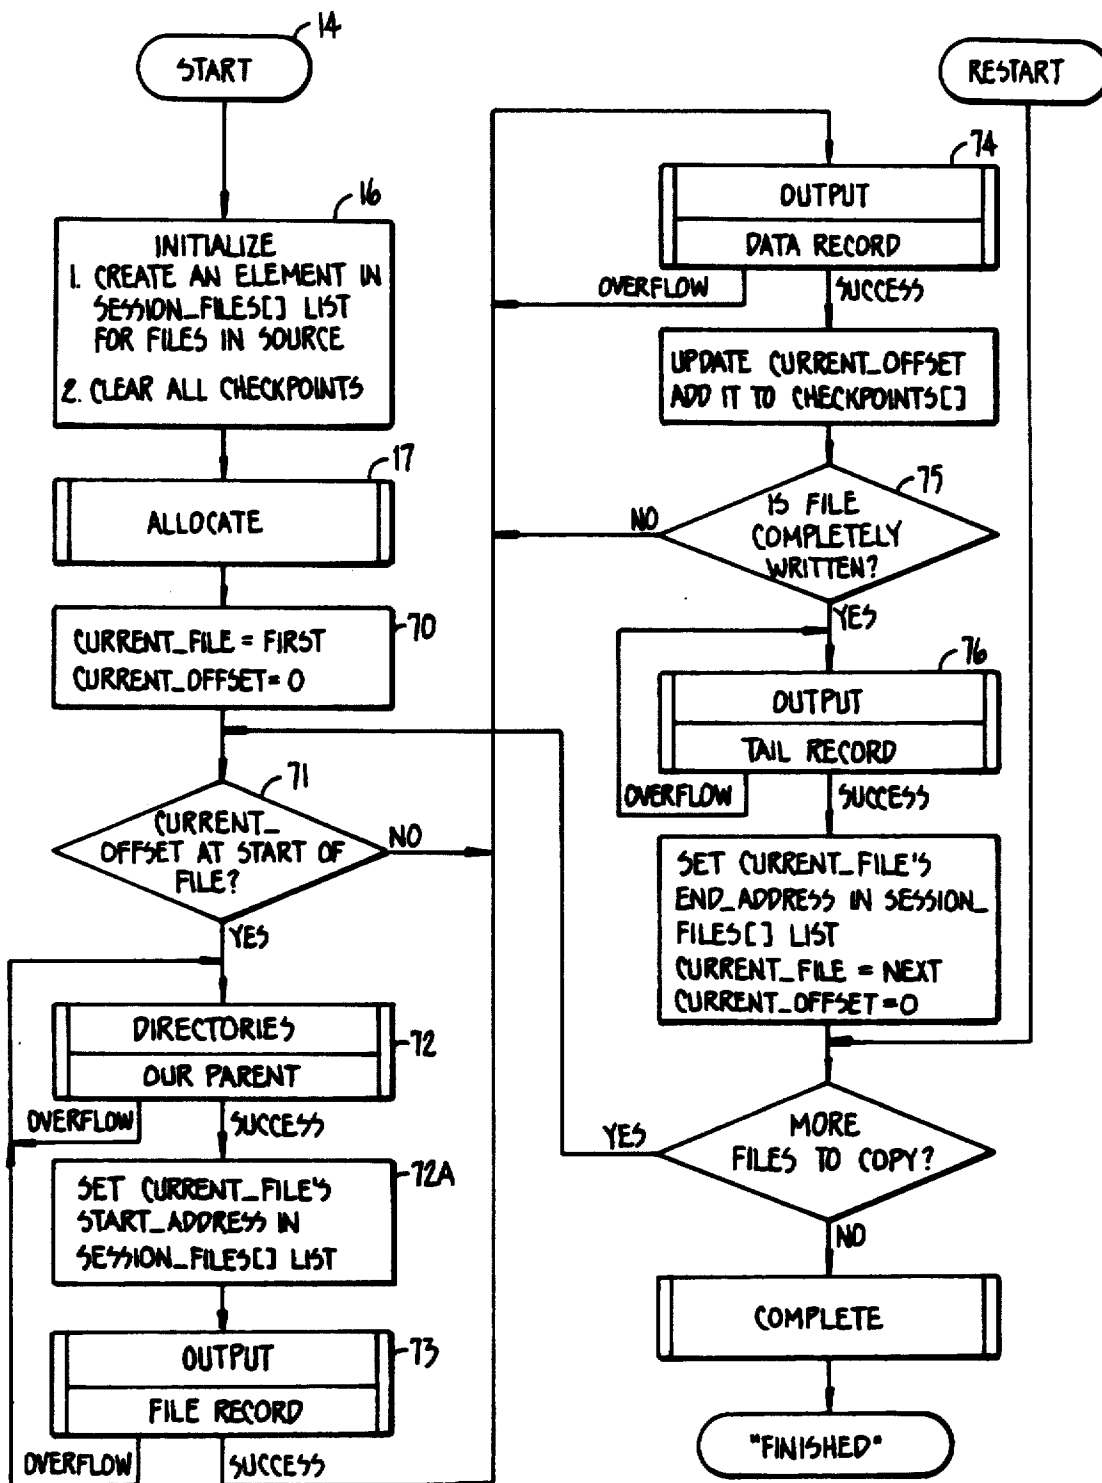 14
START
16
INITIALIZE
1. CREATE AN ELEMENT IN
SESSION_FILES[] LIST
FOR FILES IN SOURCE
2. CLEAR ALL CHECKPOINTS
17
ALLOCATE
70
CURRENT_FILE = FIRST
CURRENT_OFFSET= 0
71
CURRENT_
OFFSET AT START OF
FILE?
NO
YES
DIRECTORIES
OUR PARENT
72
OVERFLOW
SUCCESS
72A
SET CURRENT_FILE'S
START_ADDRESS IN
SESSION_FILES[] LIST
73
OUTPUT
FILE RECORD
OVERFLOW
SUCCESS
RESTART
74
OUTPUT
DATA RECORD
OVERFLOW
SUCCESS
UPDATE CURRENT_OFFSET
ADD IT TO CHECKPOINTS[]
75
IS FILE
COMPLETELY
WRITTEN?
NO
YES
76
OUTPUT
TAIL RECORD
OVERFLOW
SUCCESS
SET CURRENT_FILE'S
END_ADDRESS IN SESSION_
FILES[] LIST
CURRENT_FILE = NEXT
CURRENT_OFFSET=0
MORE
FILES TO COPY?
YES
NO
COMPLETE
"FINISHED"